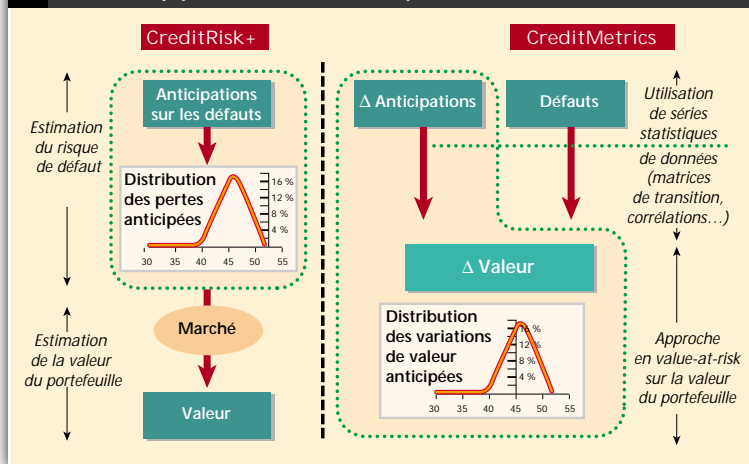 CreditRisk+
CreditMetrics
Estimation
du risque
de défaut
Anticipations
sur les défauts
Distribution
des pertes
anticipées
16 %
12 %
8 %
4 %
30 35 40 45 50 55
Estimation
de la valeur
du portefeuille
Marché
Valeur
Δ Anticipations
Défauts
Utilisation
de séries
statistiques
de données
(matrices
de transition,
corrélations…)
Δ Valeur
Distribution
des variations
de valeur
anticipées
16 %
12 %
8 %
4 %
30 35 40 45 50 55
Approche
en value-at-risk
sur la valeur
du portefeuille